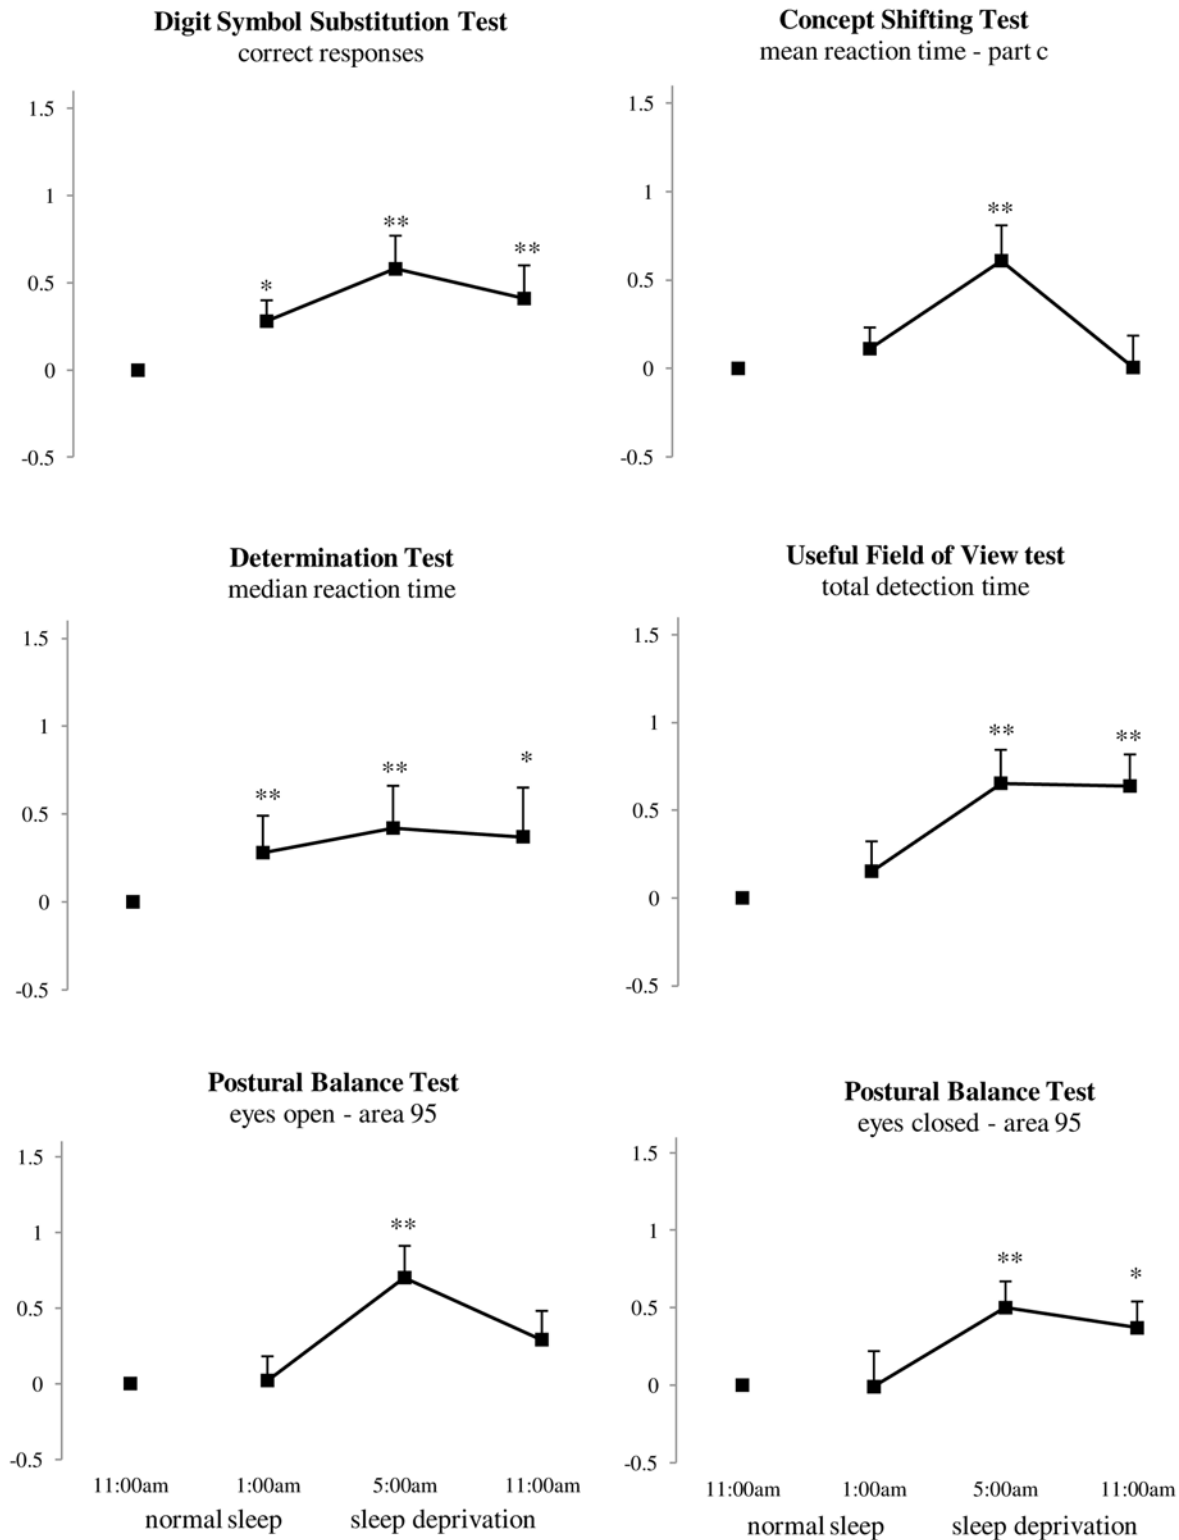 Digit Symbol Substitution Test
correct responses
1.5
1
0.5
0
-0.5
*
**
**
Concept Shifting Test
mean reaction time - part c
1.5
1
0.5
0
-0.5
**
Determination Test
median reaction time
1.5
1
0.5
0
-0.5
**
**
*
Useful Field of View test
total detection time
1.5
1
0.5
0
-0.5
**
**
Postural Balance Test
eyes open - area 95
1.5
1
0.5
0
-0.5
**
11:00am 1:00am 5:00am 11:00am
normal sleep sleep deprivation
Postural Balance Test
eyes closed - area 95
1.5
1
0.5
0
-0.5
**
*
11:00am 1:00am 5:00am 11:00am
normal sleep sleep deprivation